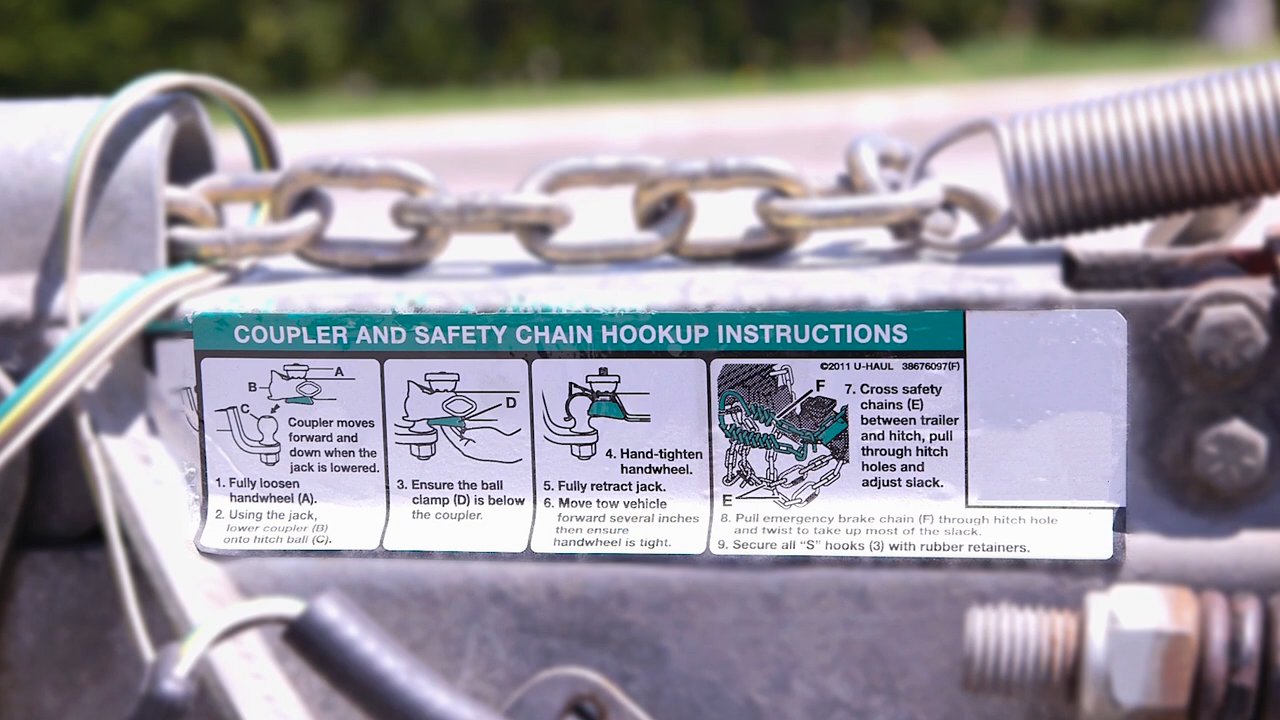 COUPLER AND SAFETY CHAIN HOOKUP INSTRUCTIONS
A
B
C
Coupler moves
forward and
down when the
jack is lowered.
1. Fully loosen
handwheel (A).
2. Using the jack,
lower coupler (B)
onto hitch ball (C).
D
3. Ensure the ball
clamp (D) is below
the coupler.
4. Hand-tighten
handwheel.
5. Fully retract jack.
6. Move tow vehicle
forward several inches
then ensure
handwheel is tight.
©2011 U-HAUL 38676097(F)
F
E
7. Cross safety
chains (E)
between trailer
and hitch, pull
through hitch
holes and
adjust slack.
8. Pull emergency brake chain (F) through hitch hole
and twist to take up most of the slack.
9. Secure all "S" hooks (3) with rubber retainers.